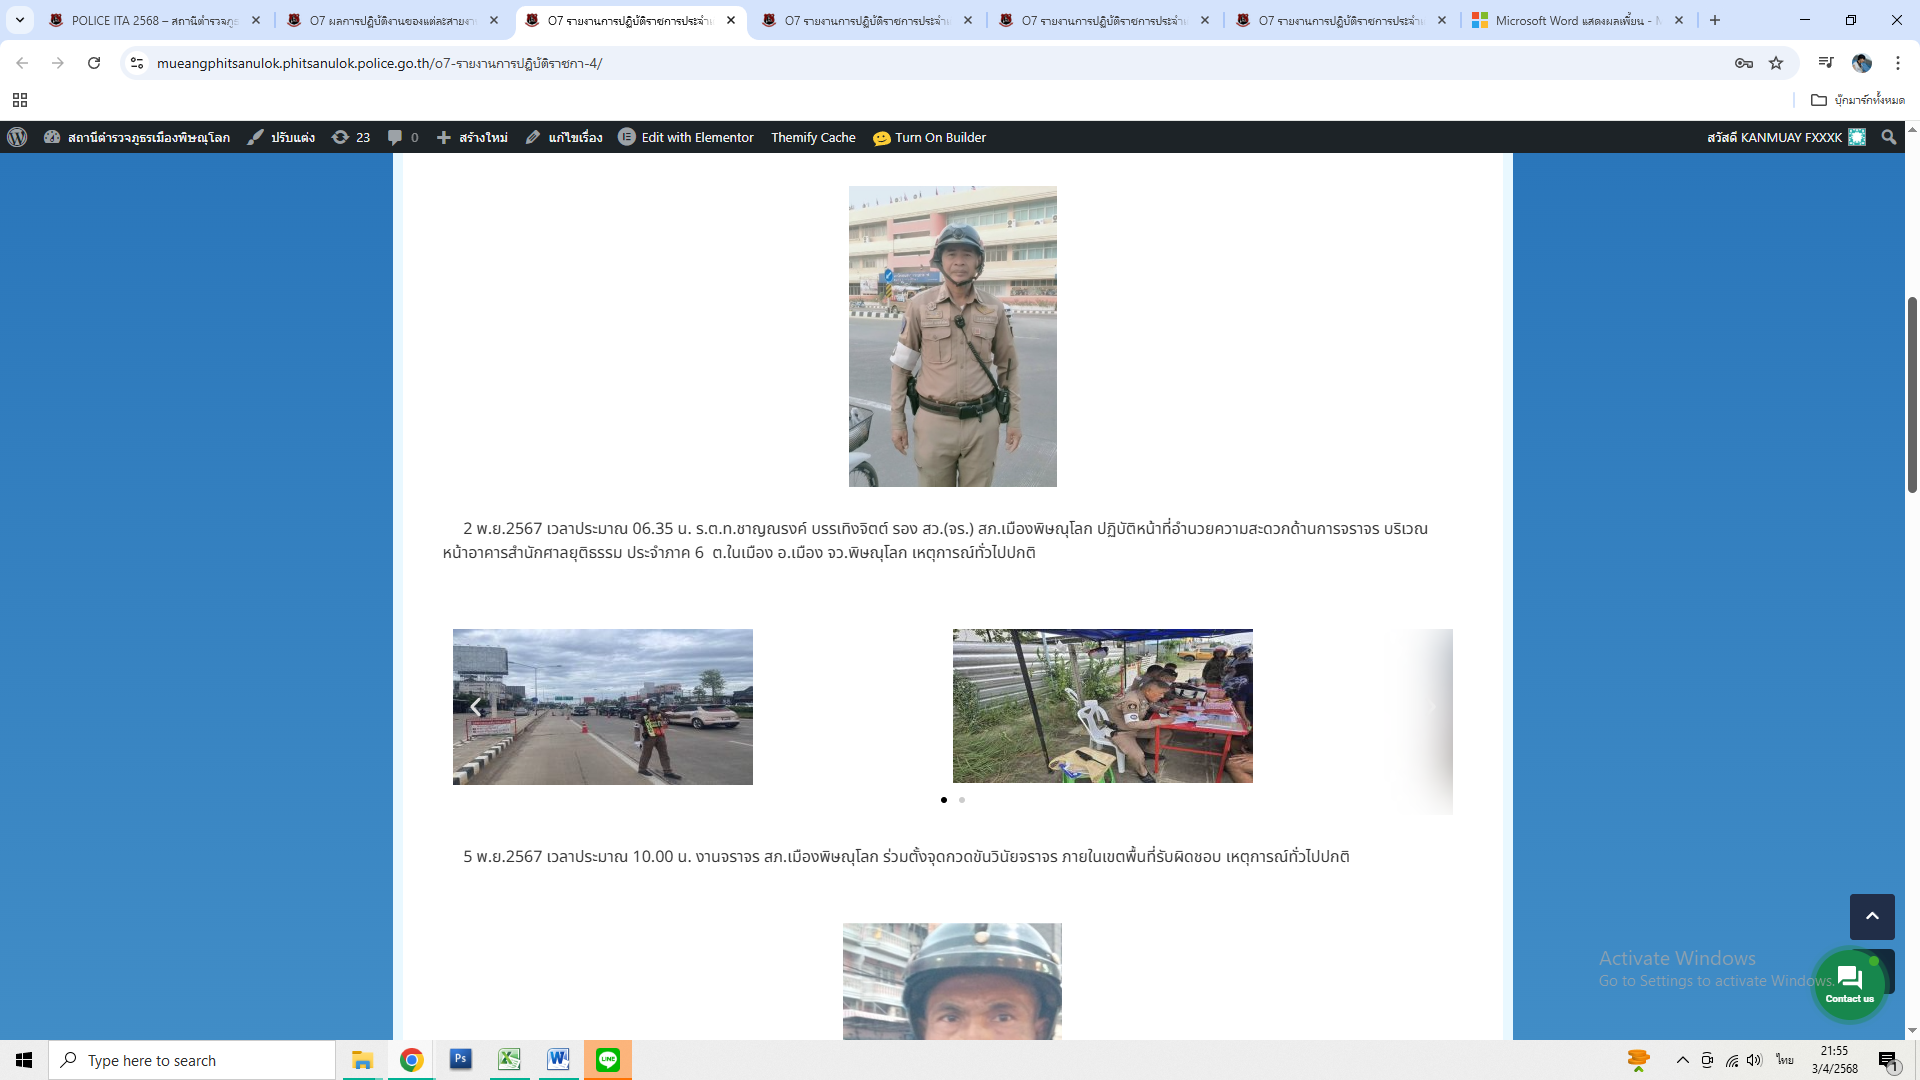 POLICE ITA 2568 – สถานีตำรวจภูธ
O7 ผลการปฏิบัติงานของแต่ละสายงา
O7 รายงานการปฏิบัติราชการประจำเ
O7 รายงานการปฏิบัติราชการประจำเ
O7 รายงานการปฏิบัติราชการประจำเ
O7 รายงานการปฏิบัติราชการประจำเ
Microsoft Word แสดงผลเพี้ยน - M
mueangphitsanulok.phitsanulok.police.go.th/o7-รายงานการปฏิบัติราชกา-4/
บุ๊กมาร์กทั้งหมด
สถานีตำรวจภูธรเมืองพิษณุโลก
ปรับแต่ง
23
0
สร้างใหม่
แก้ไขเรื่อง
Edit with Elementor
Themify Cache
Turn On Builder
สวัสดี KANMUAY FXXXK
2 พ.ย.2567 เวลาประมาณ 06.35 น. ร.ต.ท.ชาญณรงค์ บรรเทิงจิตต์ รอง สว.(จร.) สภ.เมืองพิษณุโลก ปฏิบัติหน้าที่อำนวยความสะดวกด้านการจราจร บริเวณ
หน้าอาคารสำนักศาลยุติธรรม ประจำภาค 6 ต.ในเมือง อ.เมือง จว.พิษณุโลก เหตุการณ์ทั่วไปปกติ
5 พ.ย.2567 เวลาประมาณ 10.00 น. งานจราจร สภ.เมืองพิษณุโลก ร่วมตั้งจุดกวดขันวินัยจราจร ภายในเขตพื้นที่รับผิดชอบ เหตุการณ์ทั่วไปปกติ
Activate Windows
Go to Settings to activate Windows.
Contact us
Type here to search
Ps
LINE
ไทย
21:55
3/4/2568
1